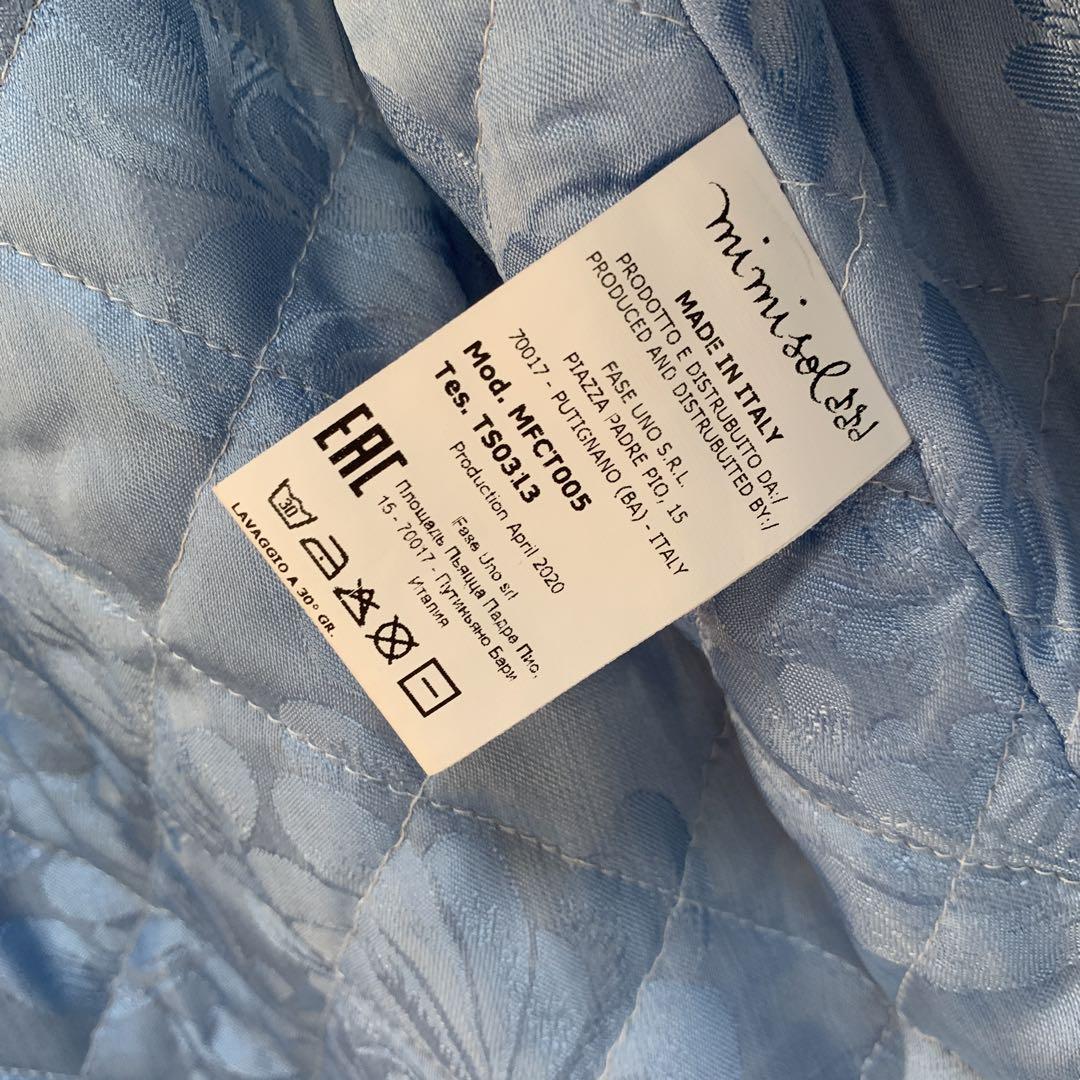 mimisol
MADE IN ITALY
PRODOTTO E DISTRUBUITO DA:/
PRODUCED AND DISTRUBUITED BY:/
FASE UNO S.R.L
PIAZZA PADRE PIO, 15
70017 - PUTIGNANO (BA) - ITALY
Mod. MFCT005
Tes. TS0313
Production April 2020
EAC
Fase Uno srl
Площадь Пьяцца Падре Пио,
15 - 70017 - Путиньяно Бари
Италия
30
LAVAGGIO A 30° GR.